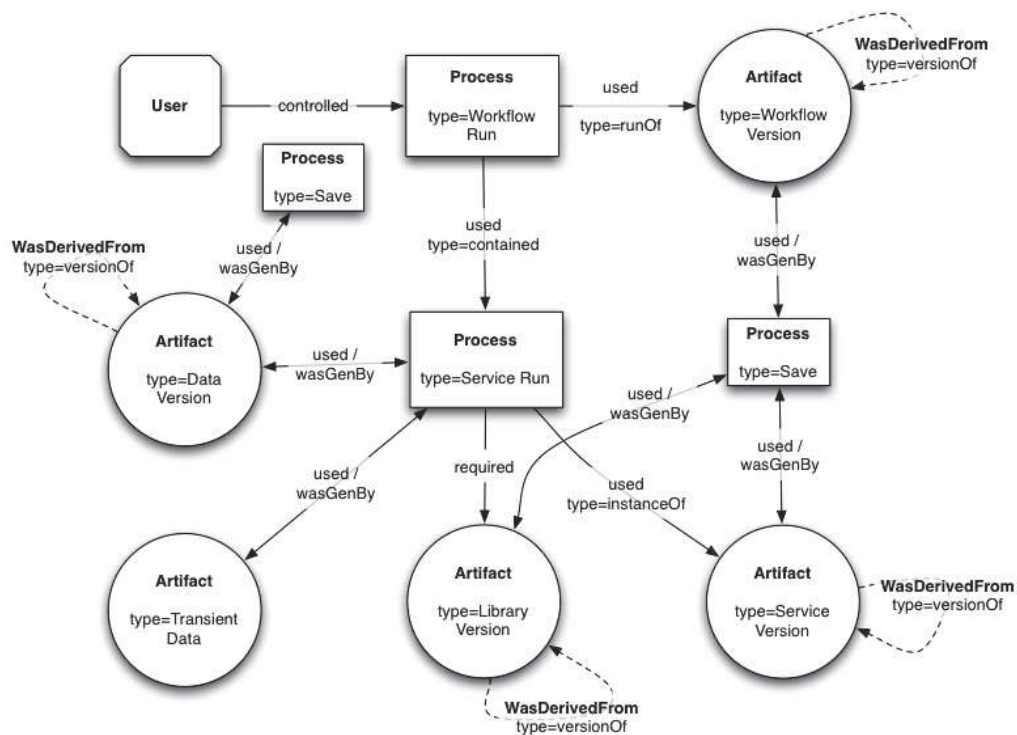 User
controlled
Process
type=Workflow
Run
used
type=runOf
Artifact
type=Workflow
Version
WasDerivedFrom
type=versionOf
Process
type=Save
used /
wasGenBy
WasDerivedFrom
type=versionOf
used
type=contained
used /
wasGenBy
Artifact
type=Data
Version
used /
wasGenBy
Process
type=Service Run
Process
type=Save
used /
wasGenBy
used /
wasGenBy
required
used
type=instanceOf
used /
wasGenBy
Artifact
type=Transient
Data
Artifact
type=Library
Version
Artifact
type=Service
Version
WasDerivedFrom
type=versionOf
WasDerivedFrom
type=versionOf